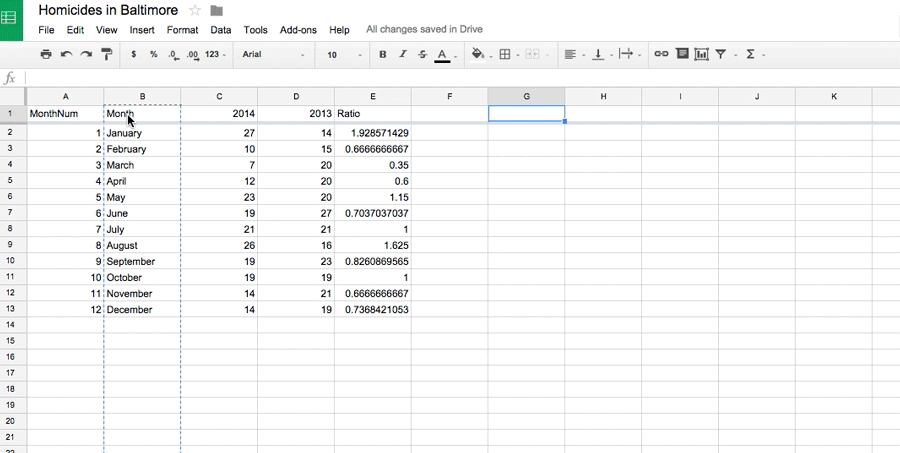 Homicides in Baltimore
File Edit View Insert Format Data Tools Add-ons Help All changes saved in Drive
$ % .0 .00 123 Arial 10 B I S A Σ
fx
A B C D E F G H I J K
1 MonthNum Month 2014 2013 Ratio
2 1 January 27 14 1.928571429
3 2 February 10 15 0.6666666667
4 3 March 7 20 0.35
5 4 April 12 20 0.6
6 5 May 23 20 1.15
7 6 June 19 27 0.7037037037
8 7 July 21 21 1
9 8 August 26 16 1.625
10 9 September 19 23 0.8260869565
11 10 October 19 19 1
12 11 November 14 21 0.6666666667
13 12 December 14 19 0.7368421053
14
15
16
17
18
19
20
21